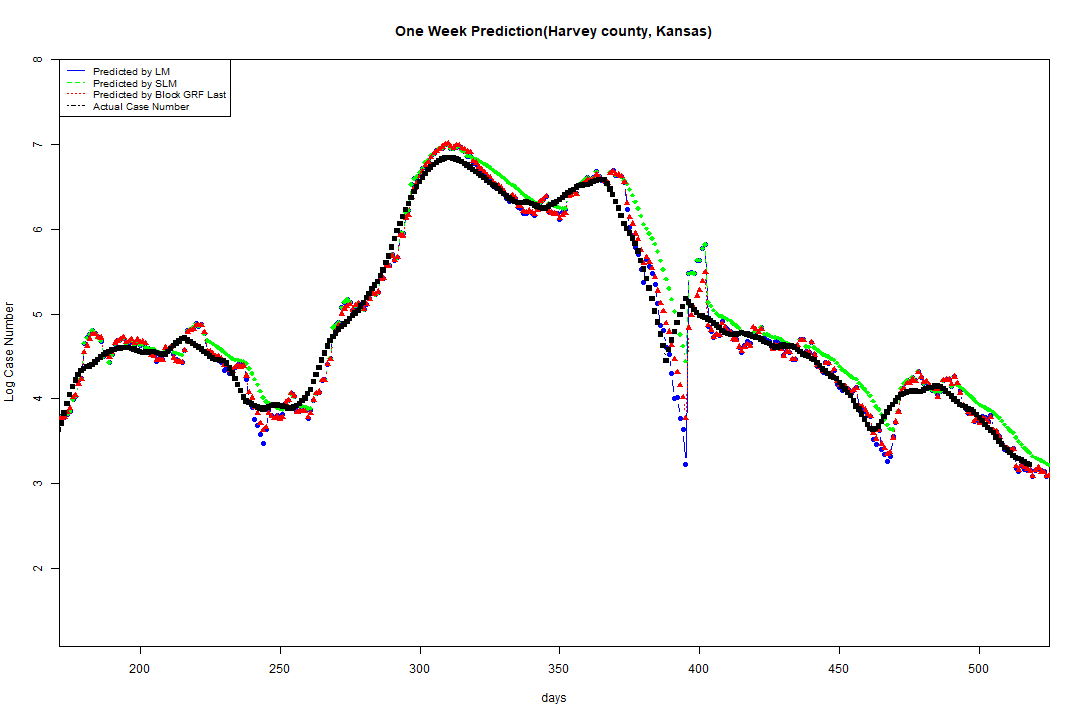 One Week Prediction(Harvey county, Kansas)
Predicted by LM
Predicted by SLM
Predicted by Block GRF Last
Actual Case Number
8
7
6
5
4
3
2
Log Case Number
200 250 300 350 400 450 500
days